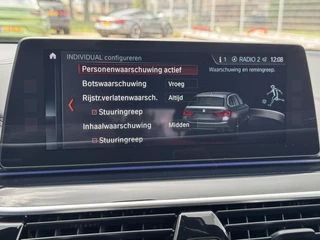 INDIVIDUAL configureren
1
RADIO 2
12:08
Personenwaarschuwing actief
Waarschuwing en remingreep.
Botswaarschuwing Vroeg
Rijstr.verlatenwaarsch. Altijd
Stuuringreep
Inhaalwaarschuwing Midden
Stuuringreep